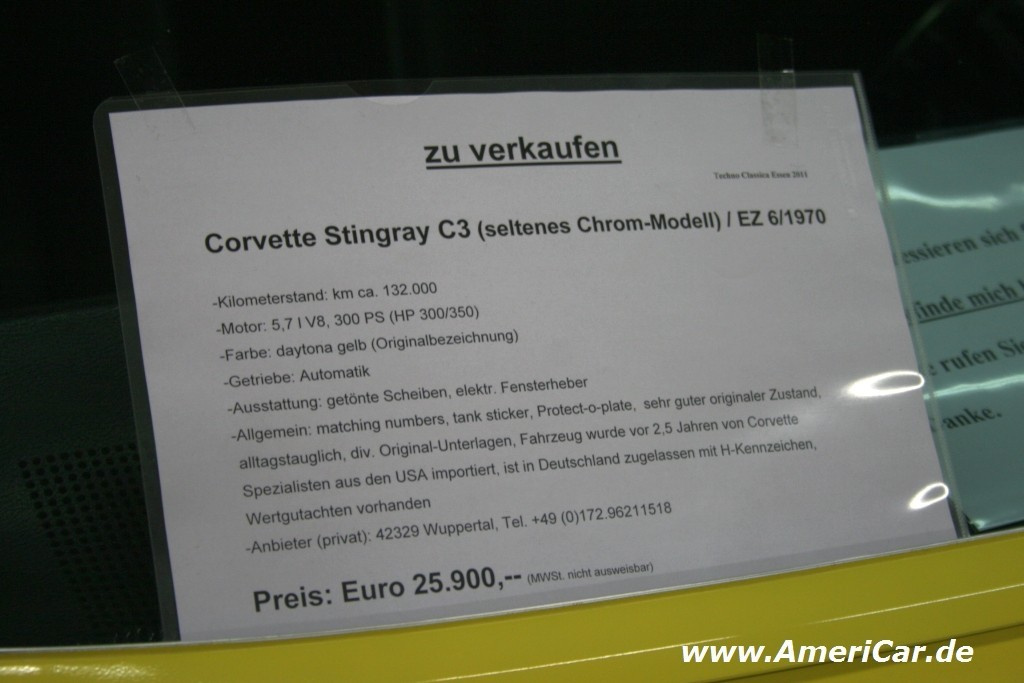 zu verkaufen
Techno Classica Essen 2011
Corvette Stingray C3 (seltenes Chrom-Modell) / EZ 6/1970
-Kilometerstand: km ca. 132.000
-Motor: 5,7 l V8, 300 PS (HP 300/350)
-Farbe: daytona gelb (Originalbezeichnung)
-Getriebe: Automatik
-Ausstattung: getönte Scheiben, elektr. Fensterheber
-Allgemein: matching numbers, tank sticker, Protect-o-plate, sehr guter originaler Zustand,
alltagstauglich, div. Original-Unterlagen, Fahrzeug wurde vor 2,5 Jahren von Corvette
Spezialisten aus den USA importiert, ist in Deutschland zugelassen mit H-Kennzeichen,
Wertgutachten vorhanden
-Anbieter (privat): 42329 Wuppertal, Tel. +49 (0)172.96211518
Preis: Euro 25.900,-- (MWSt. nicht ausweisbar)
essieren sich
finde mich
rufen Sie
anke.
www.AmeriCar.de